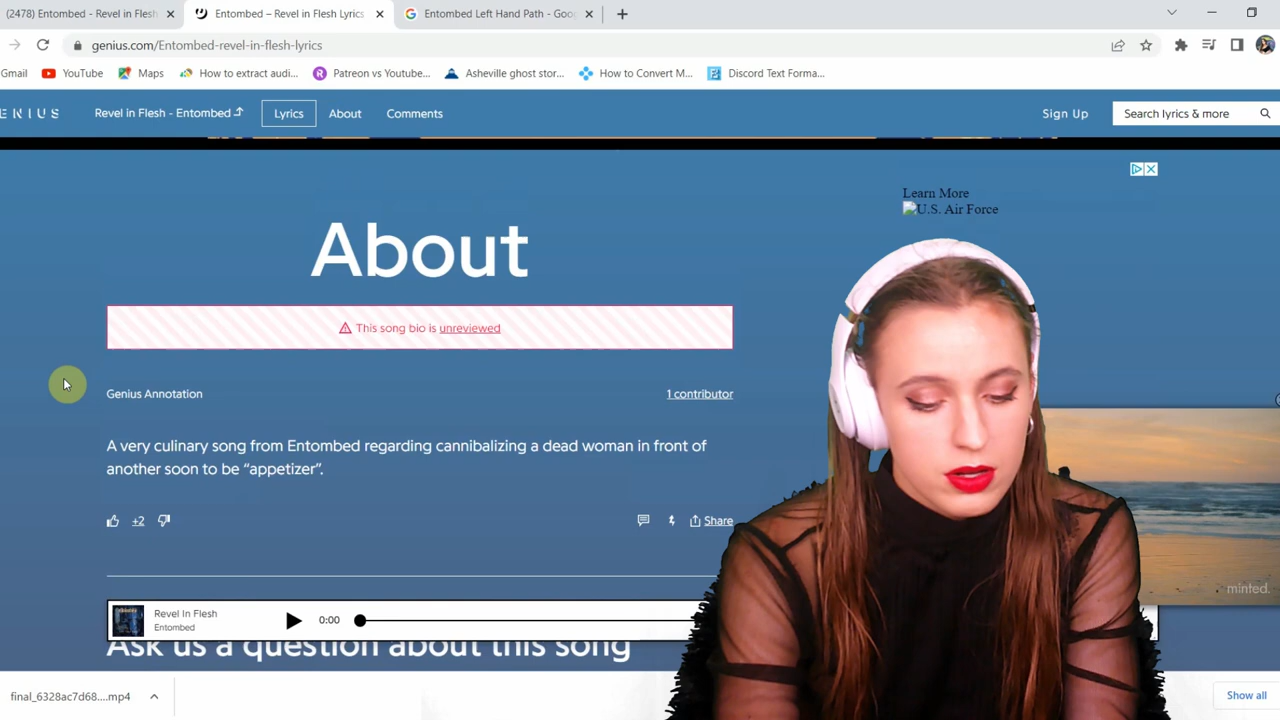 (2478) Entombed - Revel in Flesh
Entombed – Revel in Flesh Lyrics
Entombed Left Hand Path - Goo
genius.com/Entombed-revel-in-flesh-lyrics
Gmail
YouTube
Maps
How to extract audi...
Patreon vs Youtube...
Asheville ghost stor...
How to Convert M...
Discord Text Forma...
ENIUS
Revel in Flesh - Entombed
Lyrics
About
Comments
Sign Up
Search lyrics & more
Learn More
U.S. Air Force
About
This song bio is unreviewed
Genius Annotation
1 contributor
A very culinary song from Entombed regarding cannibalizing a dead woman in front of
another soon to be “appetizer”.
+2
Share
minted.
Revel In Flesh
Entombed
0:00
Ask us a question about this song
final_6328ac7d68....mp4
Show all